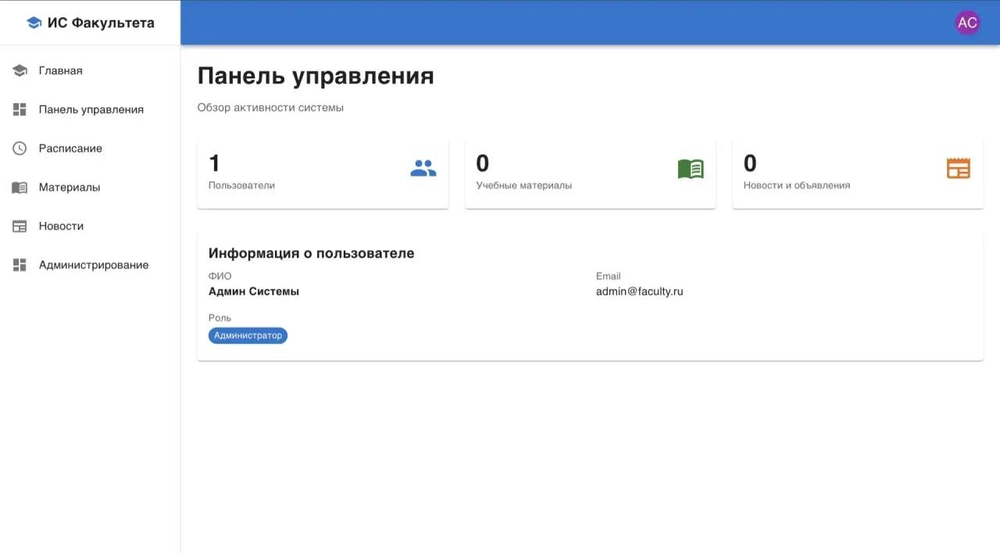 ИС Факультета
АС
Главная
Панель управления
Расписание
Материалы
Новости
Администрирование
Панель управления
Обзор активности системы
1
Пользователи
0
Учебные материалы
0
Новости и объявления
Информация о пользователе
ФИО
Админ Системы
Email
admin@faculty.ru
Роль
Администратор